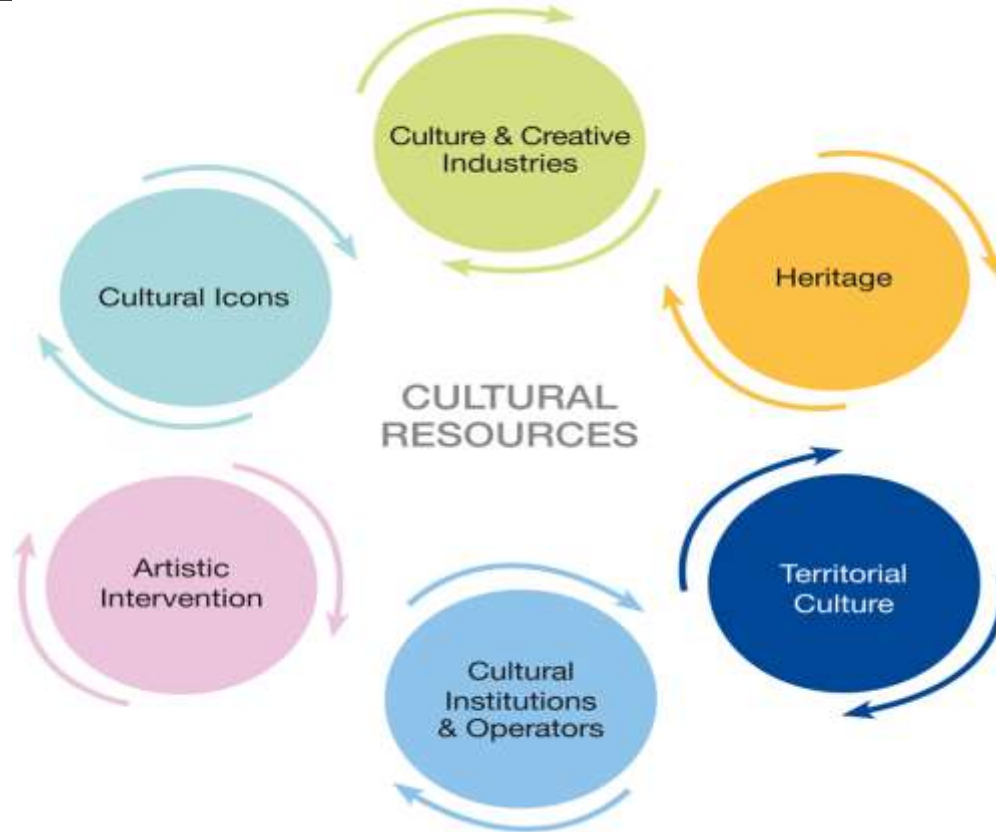 Culture & Creative
Industries
Heritage
Cultural Icons
CULTURAL
RESOURCES
Territorial
Culture
Artistic
Intervention
Cultural
Institutions
& Operators